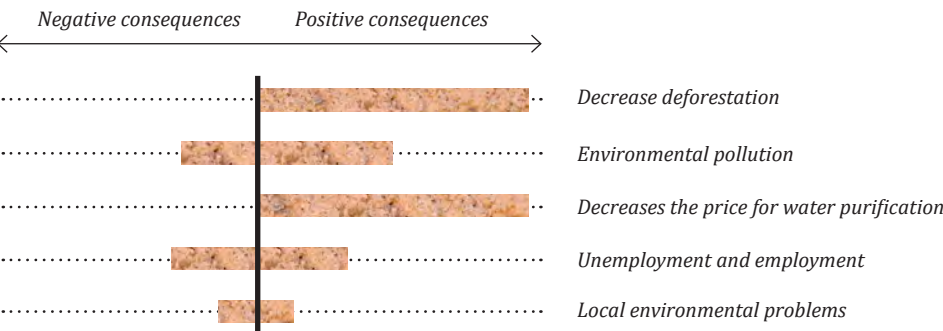 Negative consequences Positive consequences
Decrease deforestation
Environmental pollution
Decreases the price for water purification
Unemployment and employment
Local environmental problems